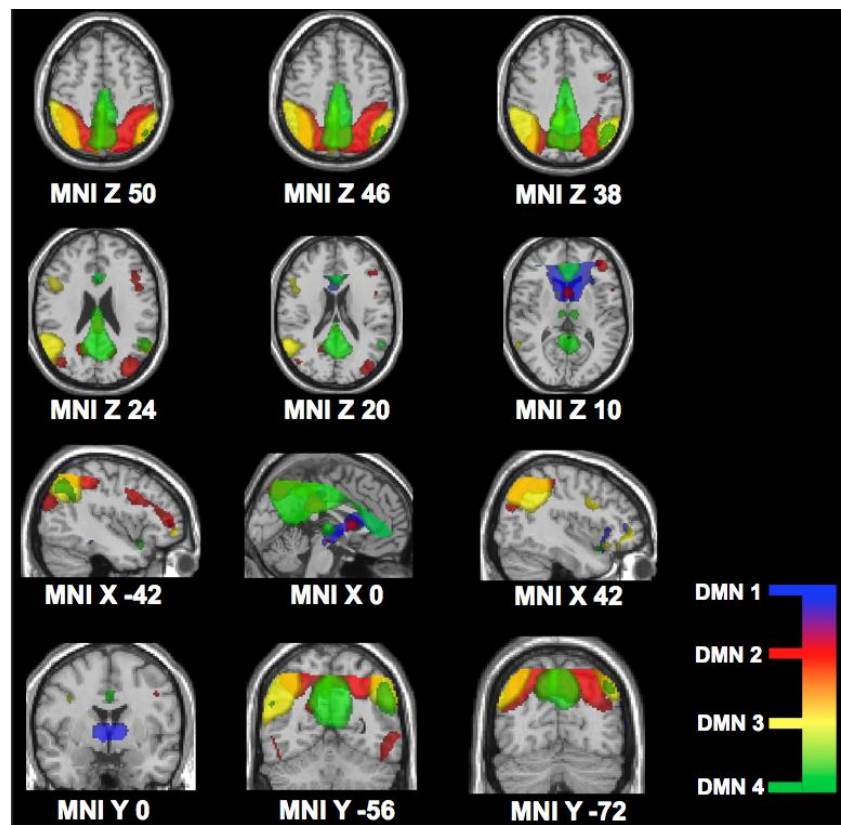 MNI Z 50
MNI Z 46
MNI Z 38
MNI Z 24
MNI Z 20
MNI Z 10
MNI X -42
MNI X 0
MNI X 42
MNI Y 0
MNI Y -56
MNI Y -72
DMN 1
DMN 2
DMN 3
DMN 4